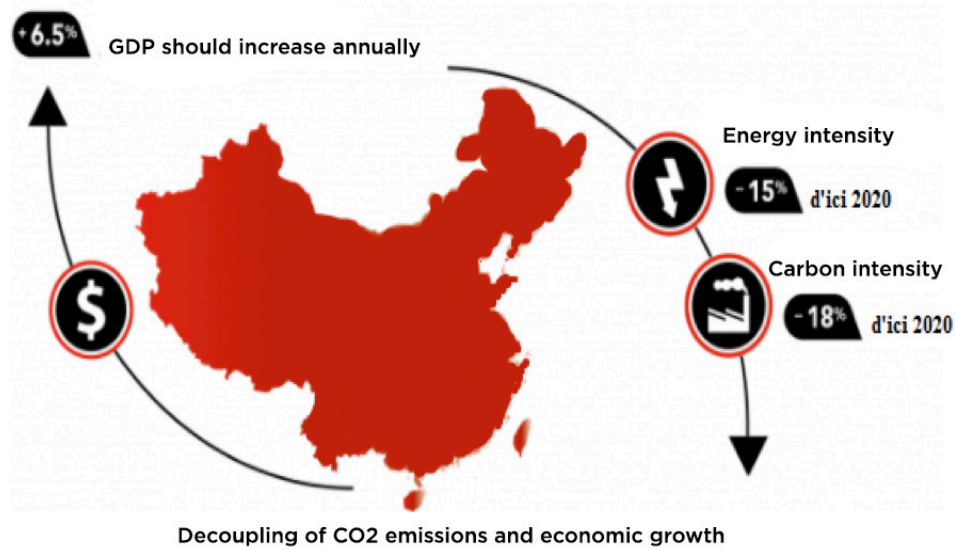 +6.5%
GDP should increase annually
Energy intensity
-15% d'ici 2020
Carbon intensity
-18% d'ici 2020
$
Decoupling of CO2 emissions and economic growth